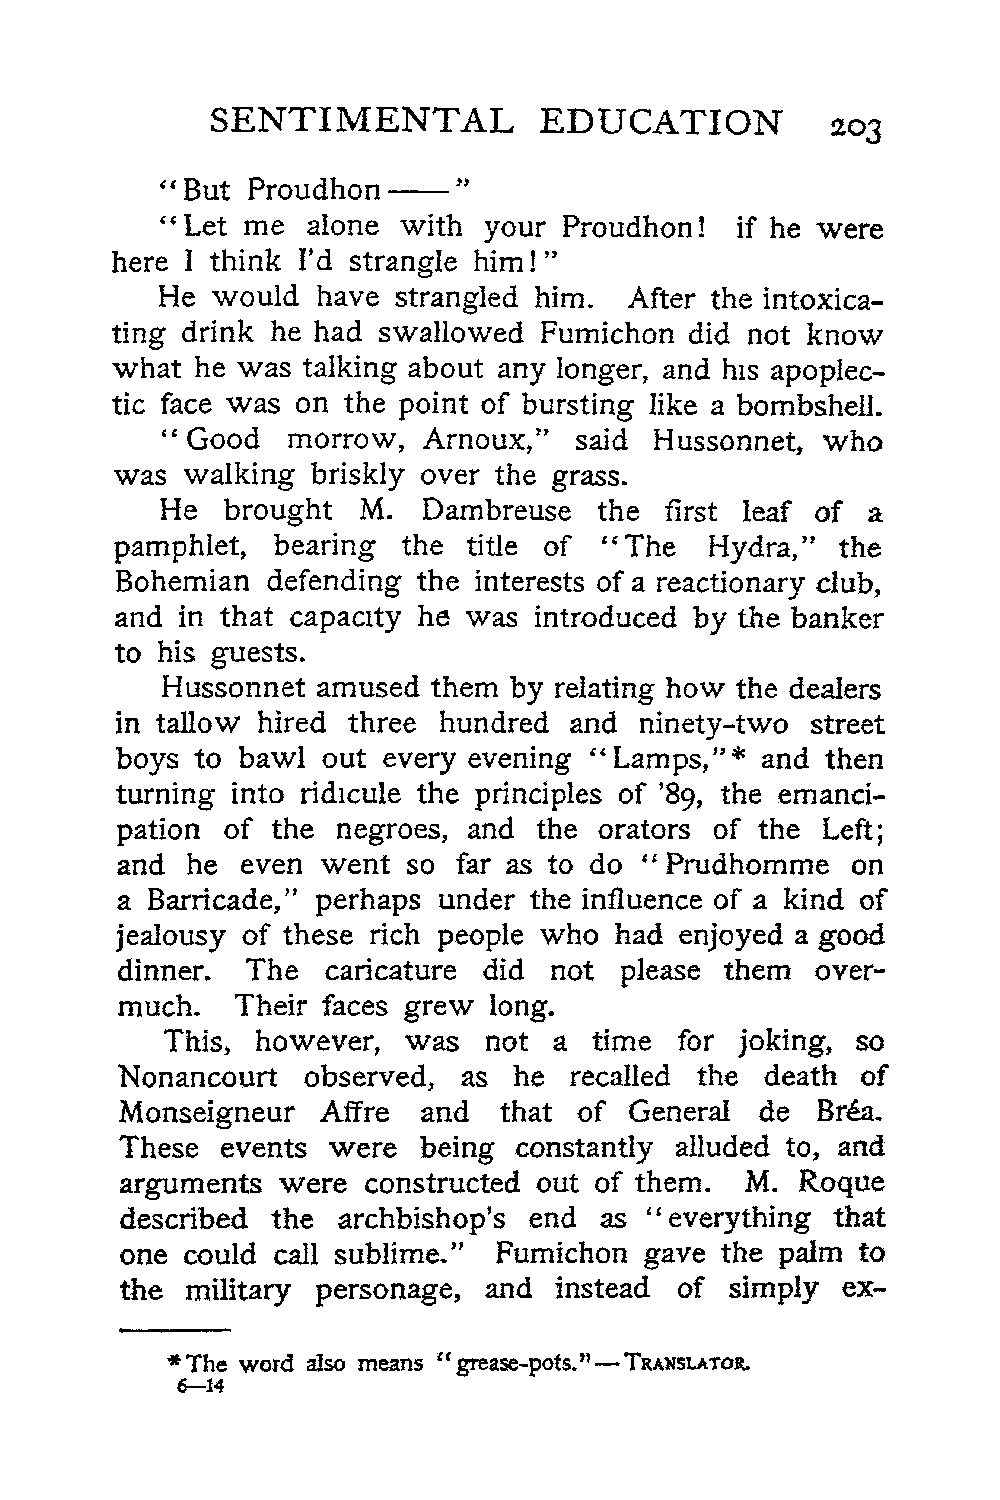 SENTIMENTAL EDUCATION 203
"But Proudhon——"
"Let me alone with your Proudhon! if he were
here I think I'd strangle him!"
He would have strangled him. After the intoxica-
ting drink he had swallowed Fumichon did not know
what he was talking about any longer, and his apoplec-
tic face was on the point of bursting like a bombshell.
"Good morrow, Arnoux," said Hussonnet, who
was walking briskly over the grass.
He brought M. Dambreuse the first leaf of a
pamphlet, bearing the title of "The Hydra," the
Bohemian defending the interests of a reactionary club,
and in that capacity he was introduced by the banker
to his guests.
Hussonnet amused them by relating how the dealers
in tallow hired three hundred and ninety-two street
boys to bawl out every evening "Lamps,"* and then
turning into ridicule the principles of '89, the emanci-
pation of the negroes, and the orators of the Left;
and he even went so far as to do "Prudhomme on
a Barricade," perhaps under the influence of a kind of
jealousy of these rich people who had enjoyed a good
dinner. The caricature did not please them over-
much. Their faces grew long.
This, however, was not a time for joking, so
Nonancourt observed, as he recalled the death of
Monseigneur Affre and that of General de Bréa.
These events were being constantly alluded to, and
arguments were constructed out of them. M. Roque
described the archbishop's end as "everything that
one could call sublime." Fumichon gave the palm to
the military personage, and instead of simply ex-
*The word also means "grease-pots."—TRANSLATOR.
6—14